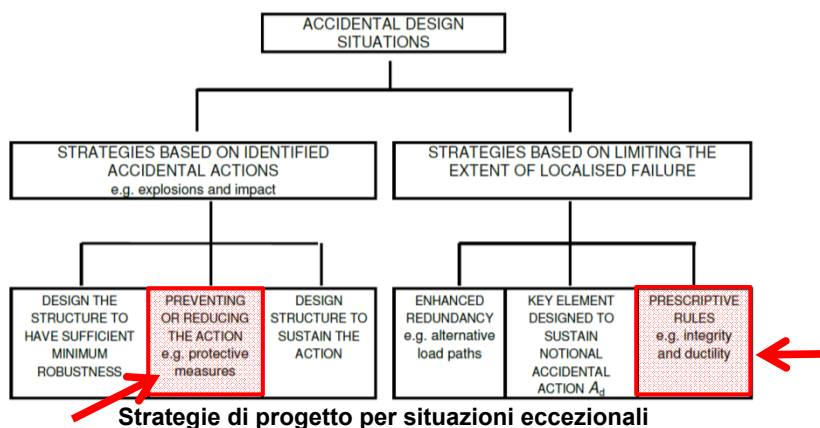 ACCIDENTAL DESIGN
SITUATIONS
STRATEGIES BASED ON IDENTIFIED
ACCIDENTAL ACTIONS
e.g. explosions and impact
STRATEGIES BASED ON LIMITING THE
EXTENT OF LOCALISED FAILURE
DESIGN THE
STRUCTURE TO
HAVE SUFFICIENT
MINIMUM
ROBUSTNESS
PREVENTING
OR REDUCING
THE ACTION
e.g. protective
measures
DESIGN
STRUCTURE TO
SUSTAIN THE
ACTION
ENHANCED
REDUNDANCY
e.g. alternative
load paths
KEY ELEMENT
DESIGNED TO
SUSTAIN
NOTIONAL
ACCIDENTAL
ACTION Ad
PRESCRIPTIVE
RULES
e.g. integrity
and ductility
Strategie di progetto per situazioni eccezionali